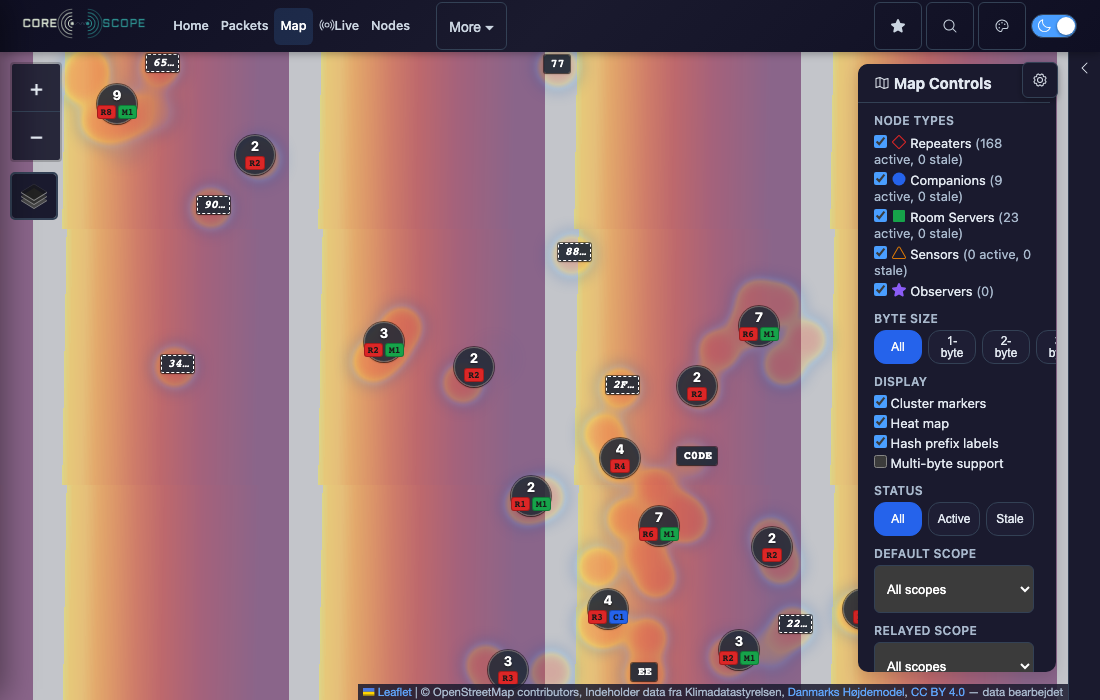 CORE SCOPE
Home Packets Map Live Nodes More
+
−
Map Controls
NODE TYPES
Repeaters (168
active, 0 stale)
Companions (9
active, 0 stale)
Room Servers (23
active, 0 stale)
Sensors (0 active, 0
stale)
Observers (0)
BYTE SIZE
All 1-
byte 2-
byte
DISPLAY
Cluster markers
Heat map
Hash prefix labels
Multi-byte support
STATUS
All Active Stale
DEFAULT SCOPE
All scopes
RELAYED SCOPE
All scopes
65…
77
9
R8 M1
2
R2
90…
88…
7
R6 M1
3
R2 M1
34…
2
R2
2F…
2
R2
4
R4
C0DE
2
R1 M1
7
R6 M1
2
R2
4
R3 C1
22…
3
R2 M1
3
R3
EE
Leaflet | © OpenStreetMap contributors, Indeholder data fra Klimadatastyrelsen, Danmarks Højdemodel, CC BY 4.0 — data bearbejdet